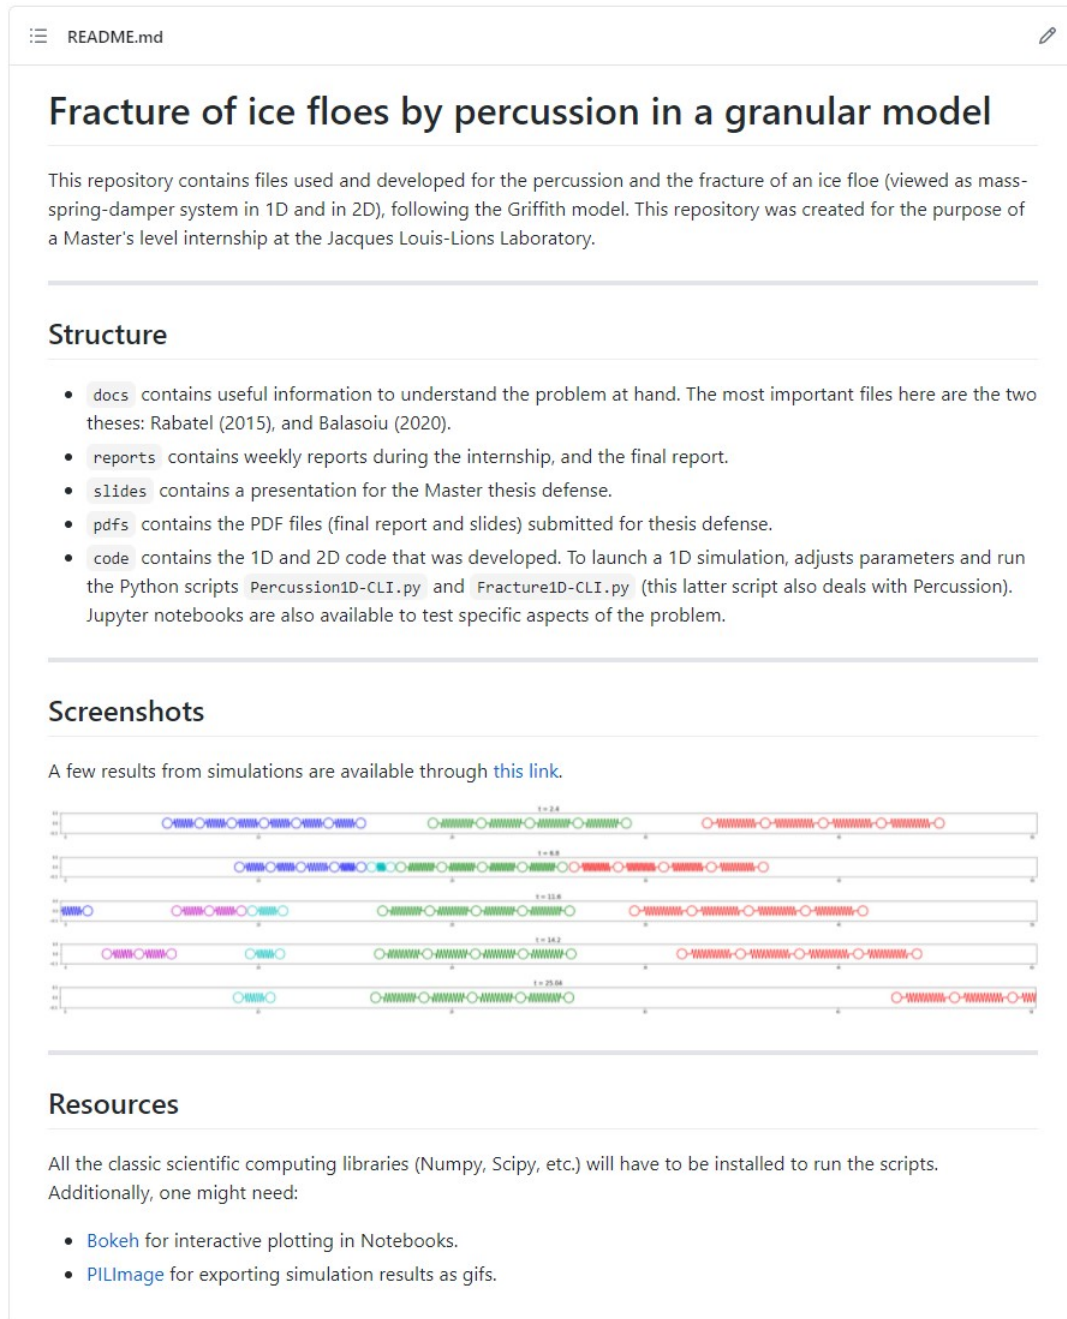 README.md
Fracture of ice floes by percussion in a granular model
This repository contains files used and developed for the percussion and the fracture of an ice floe (viewed as mass-
spring-damper system in 1D and in 2D), following the Griffith model. This repository was created for the purpose of
a Master's level internship at the Jacques Louis-Lions Laboratory.
Structure
docs contains useful information to understand the problem at hand. The most important files here are the two
theses: Rabatel (2015), and Balasoiu (2020).
reports contains weekly reports during the internship, and the final report.
slides contains a presentation for the Master thesis defense.
pdfs contains the PDF files (final report and slides) submitted for thesis defense.
code contains the 1D and 2D code that was developed. To launch a 1D simulation, adjusts parameters and run
the Python scripts Percussion1D-CLI.py and Fracture1D-CLI.py (this latter script also deals with Percussion).
Jupyter notebooks are also available to test specific aspects of the problem.
Screenshots
A few results from simulations are available through this link.
t = 2.4
t = 6.8
t = 11.6
t = 14.2
t = 25.04
Resources
All the classic scientific computing libraries (Numpy, Scipy, etc.) will have to be installed to run the scripts.
Additionally, one might need:
Bokeh for interactive plotting in Notebooks.
PILImage for exporting simulation results as gifs.